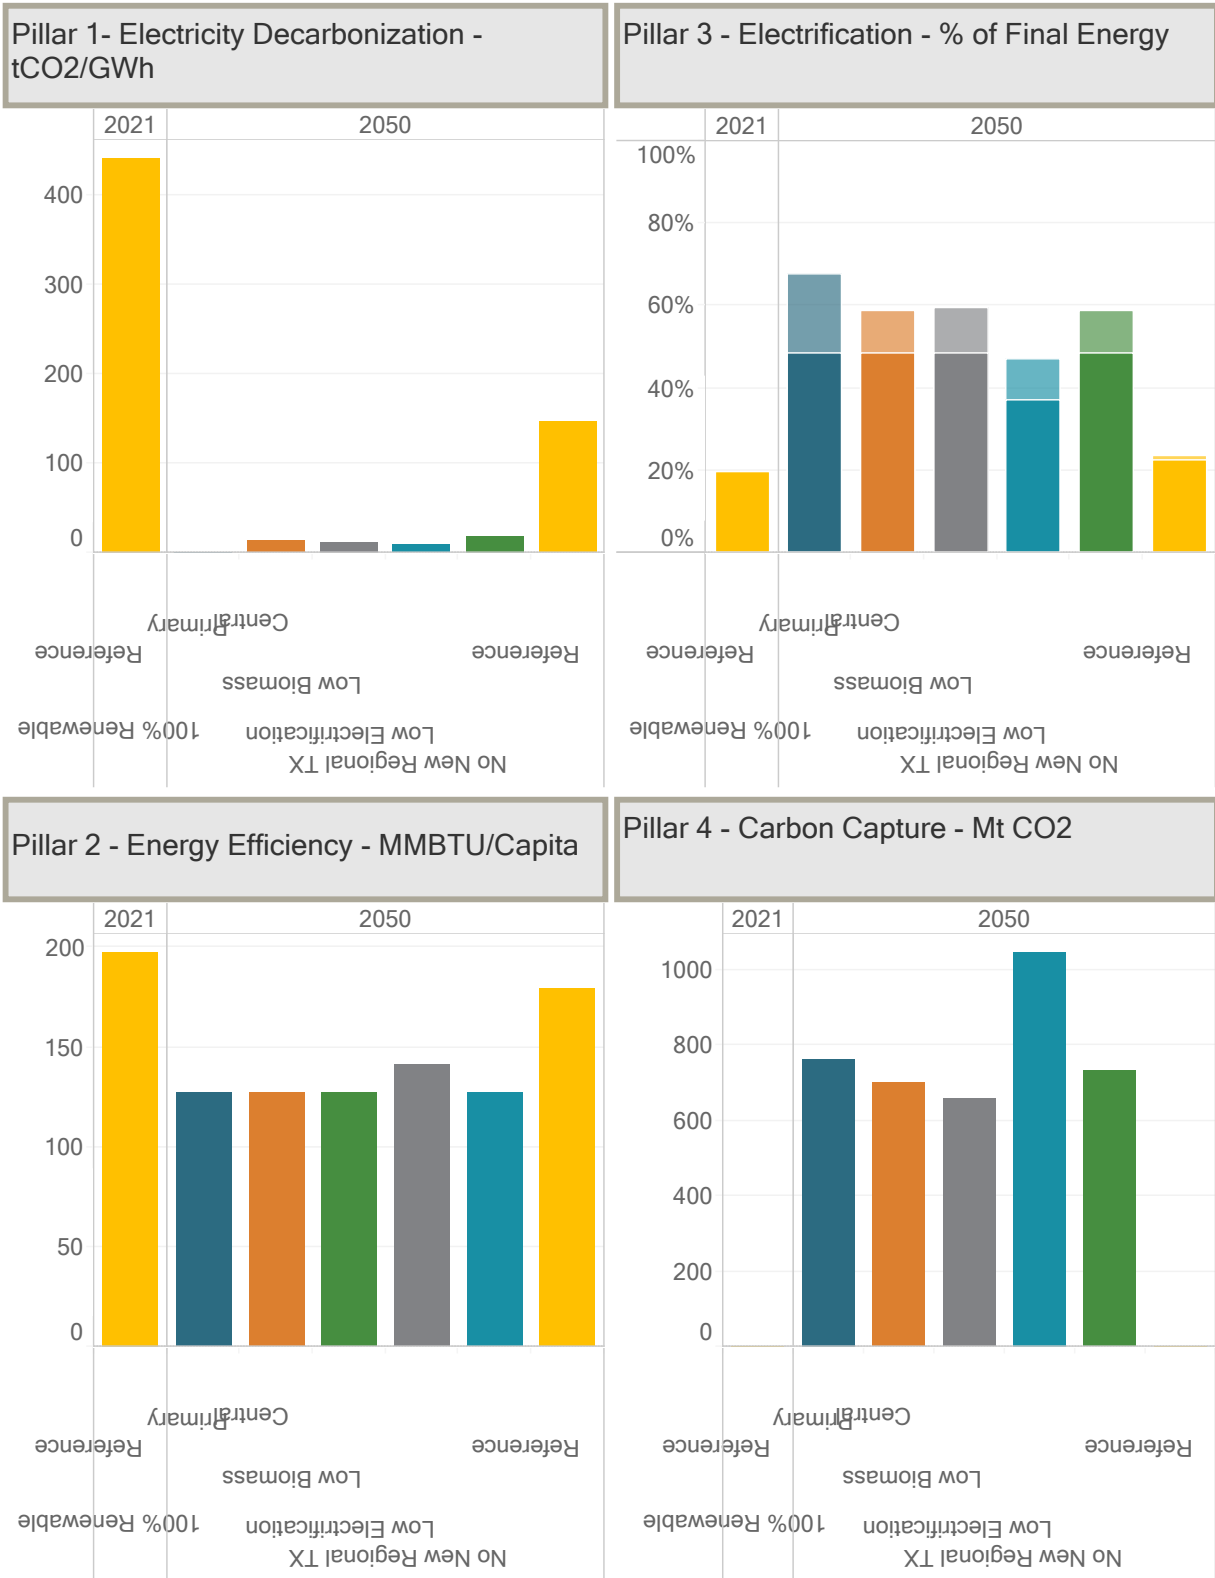 Pillar 1- Electricity Decarbonization -
tCO2/GWh
2021
2050
400
300
200
100
0
Primary
Central
Reference
Reference
Low Biomass
100% Renewable
Low Electrification
No New Regional TX
Pillar 3 - Electrification - % of Final Energy
2021
2050
100%
80%
60%
40%
20%
0%
Primary
Central
Reference
Reference
Low Biomass
100% Renewable
Low Electrification
No New Regional TX
Pillar 2 - Energy Efficiency - MMBTU/Capita
2021
2050
200
150
100
50
0
Primary
Central
Reference
Reference
Low Biomass
100% Renewable
Low Electrification
No New Regional TX
Pillar 4 - Carbon Capture - Mt CO2
2021
2050
1000
800
600
400
200
0
Primary
Central
Reference
Reference
Low Biomass
100% Renewable
Low Electrification
No New Regional TX